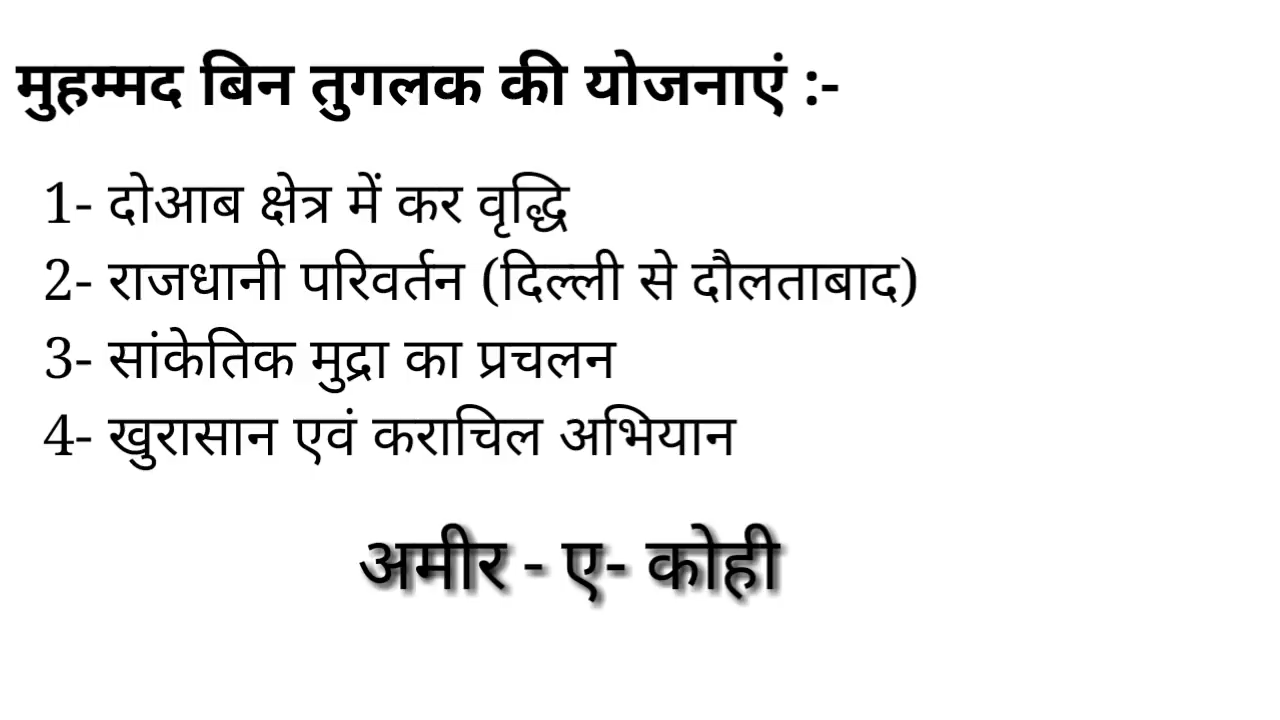 मुहम्मद बिन तुगलक की योजनाएं :-
1- दोआब क्षेत्र में कर वृद्धि
2- राजधानी परिवर्तन (दिल्ली से दौलताबाद)
3- सांकेतिक मुद्रा का प्रचलन
4- खुरासान एवं कराचिल अभियान
अमीर - ए- कोही